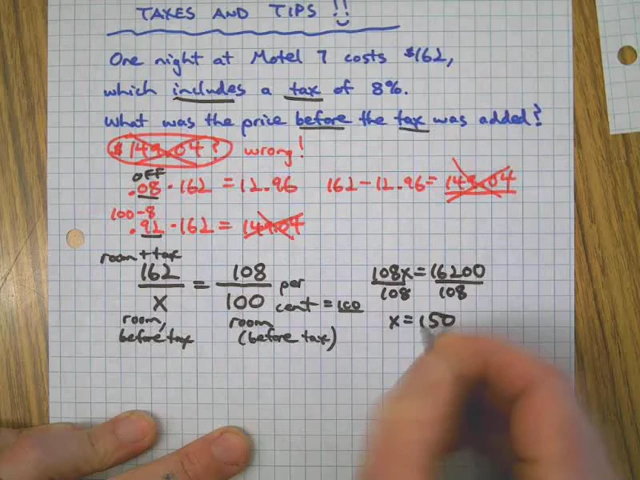 TAXES AND TIPS !!
One night at Motel 7 costs $162,
which includes a tax of 8%.
What was the price before the tax was added?
$149.04? wrong!
OFF
.08 · 162 = 12.96 162 - 12.96 = 149.04
100-8
.92 · 162 = 149.04
room + tax
162 / x = 108 / 100 per cent = 100
room, before tax
room (before tax)
108x = 16200
108 108
x = 150